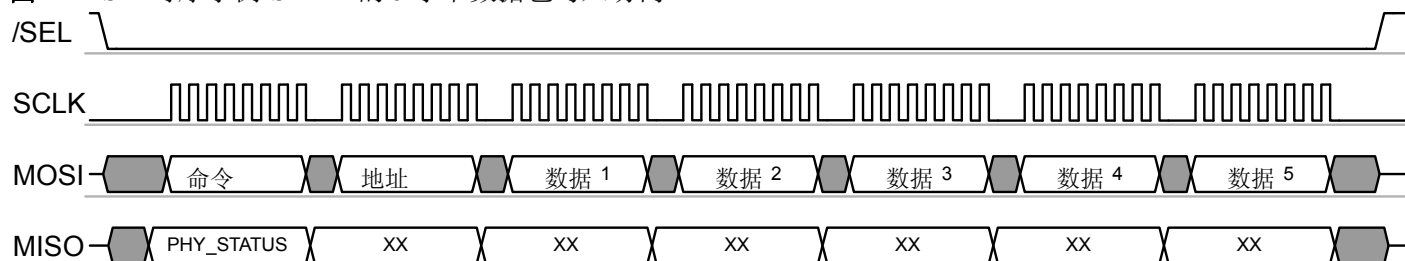 /SEL
SCLK
MOSI 命令 地址 数据 1 数据 2 数据 3 数据 4 数据 5
MISO PHY_STATUS XX XX XX XX XX XX